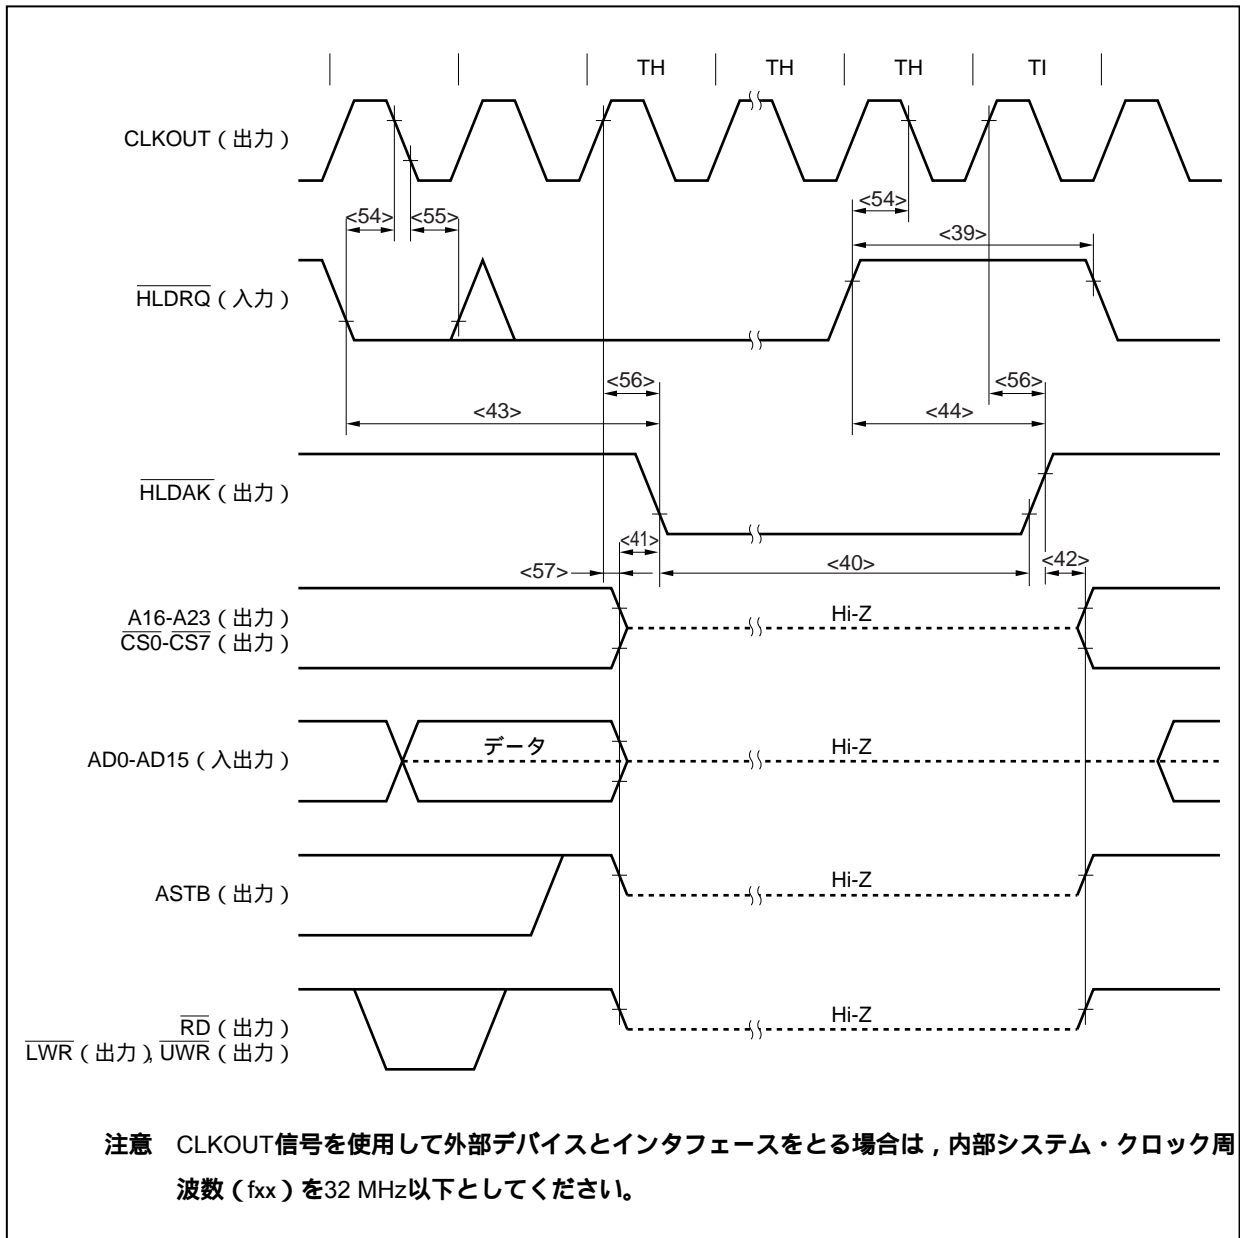 TH TH TH TI
CLKOUT（出力）
<54> <55> <54>
<39>
HLDRQ（入力）
<56> <56>
<43> <44>
HLDAK（出力）
<41>
<57> <40> <42>
A16-A23（出力） Hi-Z
CS0-CS7（出力）
データ Hi-Z
AD0-AD15（入出力）
ASTB（出力） Hi-Z
RD（出力） Hi-Z
LWR（出力）, UWR（出力）
注意 CLKOUT信号を使用して外部デバイスとインタフェースをとる場合は，内部システム・クロック周
波数（fxx）を32 MHz以下としてください。